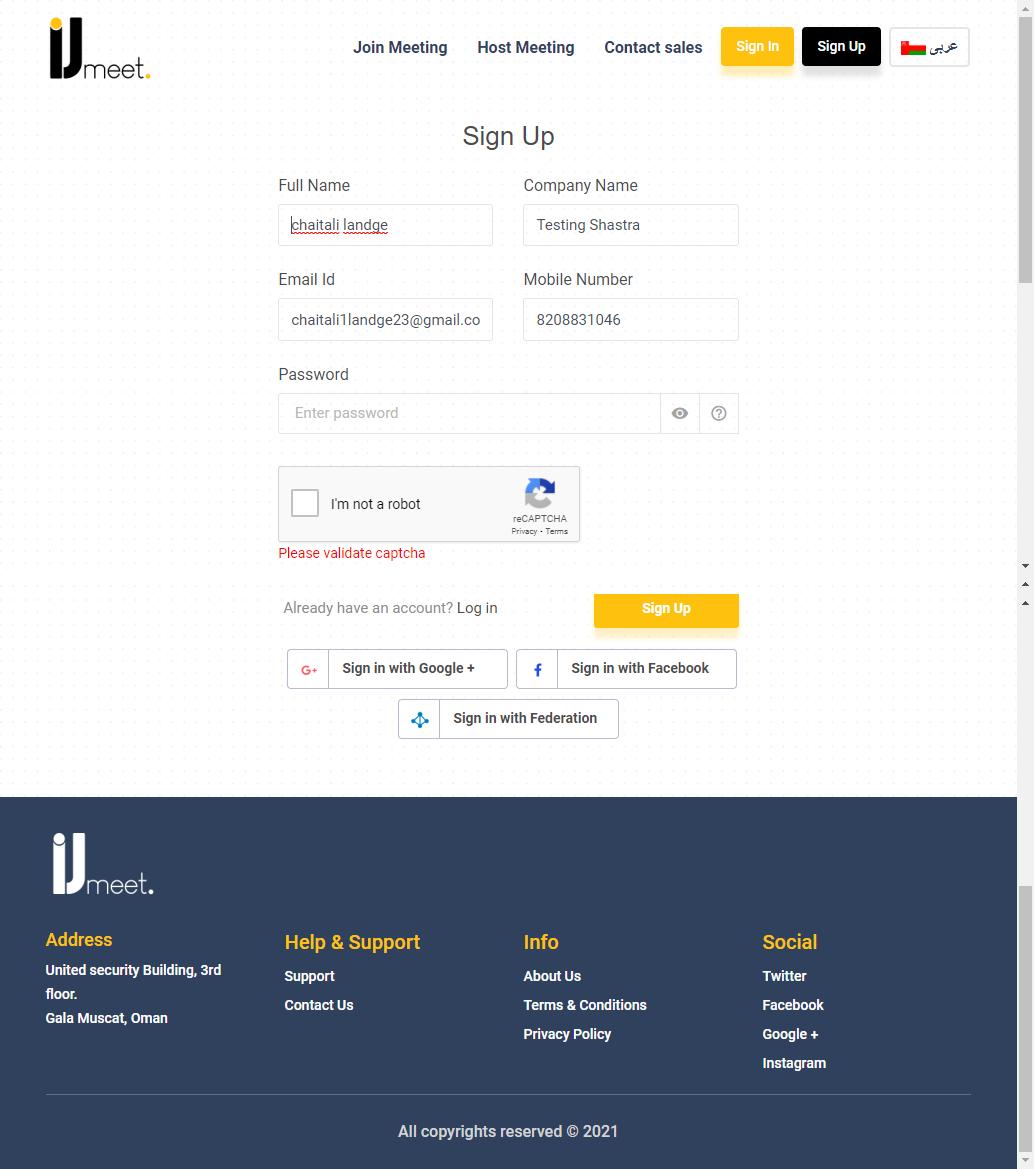 iJmeet.
Join Meeting Host Meeting Contact sales Sign In Sign Up عربى
Sign Up
Full Name Company Name
chaitali landge Testing Shastra
Email Id Mobile Number
chaitali1landge23@gmail.co 8208831046
Password
Enter password
I'm not a robot
reCAPTCHA
Privacy - Terms
Please validate captcha
Already have an account? Log in Sign Up
G+ Sign in with Google + f Sign in with Facebook
Sign in with Federation
iJmeet.
Address Help & Support Info Social
United security Building, 3rd Support About Us Twitter
floor. Contact Us Terms & Conditions Facebook
Gala Muscat, Oman Privacy Policy Google +
Instagram
All copyrights reserved © 2021